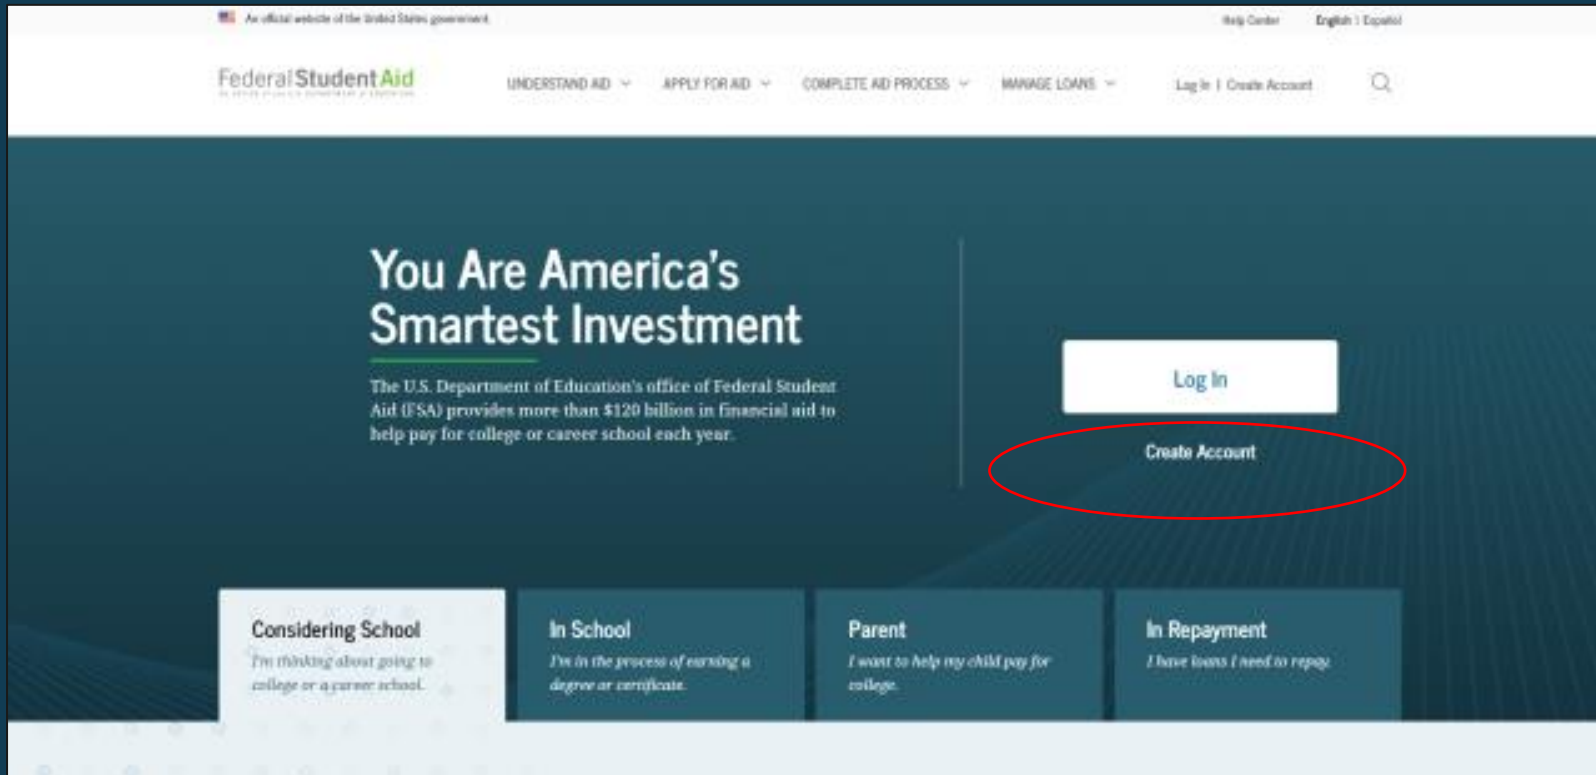 An official website of the United States government.
Help Center English | Español
Federal Student Aid
UNDERSTAND AID APPLY FOR AID COMPLETE AID PROCESS MANAGE LOANS Log In | Create Account
You Are America's
Smartest Investment
The U.S. Department of Education's office of Federal Student
Aid (FSA) provides more than $120 billion in financial aid to
help pay for college or career school each year.
Log In
Create Account
Considering School
I'm thinking about going to
college or a career school.
In School
I'm in the process of earning a
degree or certificate.
Parent
I want to help my child pay for
college.
In Repayment
I have loans I need to repay.